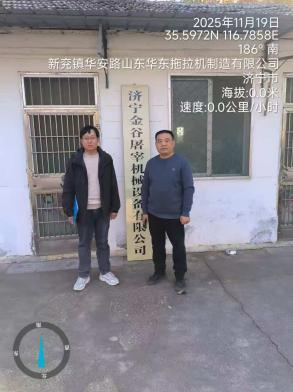 2025年11月19日
35.5972°N 116.7858°E
186° 南
新兖镇华安路山东华东拖拉机制造有限公司
济宁市
海拔:0.0米
速度:0.0公里/小时
济宁金谷屠宰机械设备有限公司